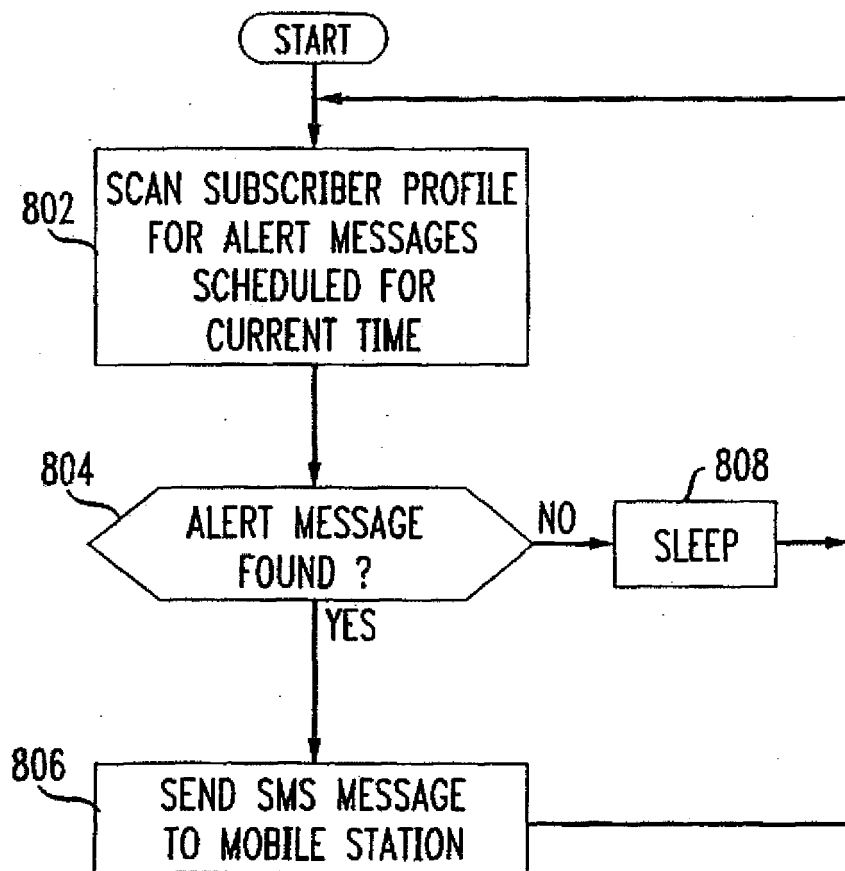 START
802
SCAN SUBSCRIBER PROFILE
FOR ALERT MESSAGES
SCHEDULED FOR
CURRENT TIME
804
ALERT MESSAGE
FOUND ?
NO
808
SLEEP
YES
806
SEND SMS MESSAGE
TO MOBILE STATION